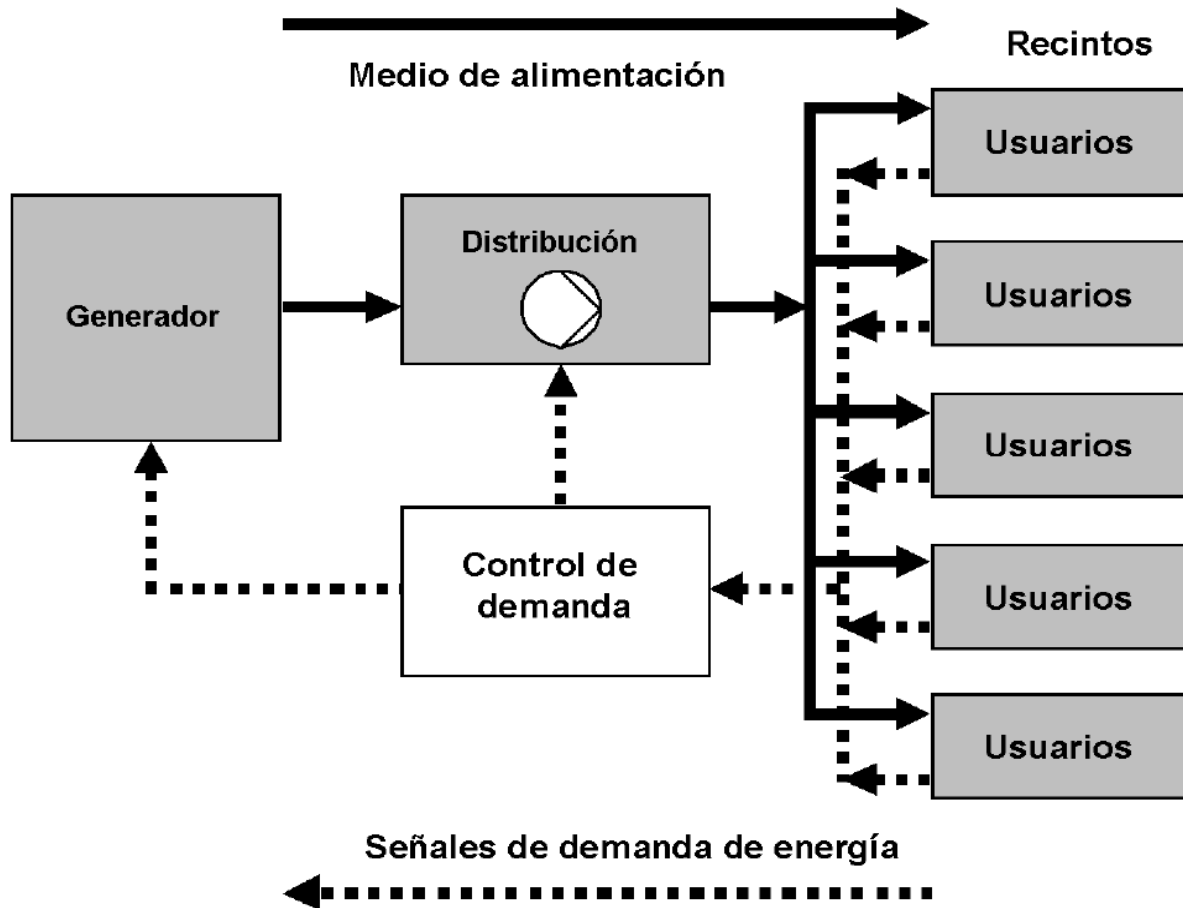 Medio de alimentación
Recintos
Usuarios
Distribución
Generador
Usuarios
Usuarios
Control de
demanda
Usuarios
Usuarios
Señales de demanda de energía